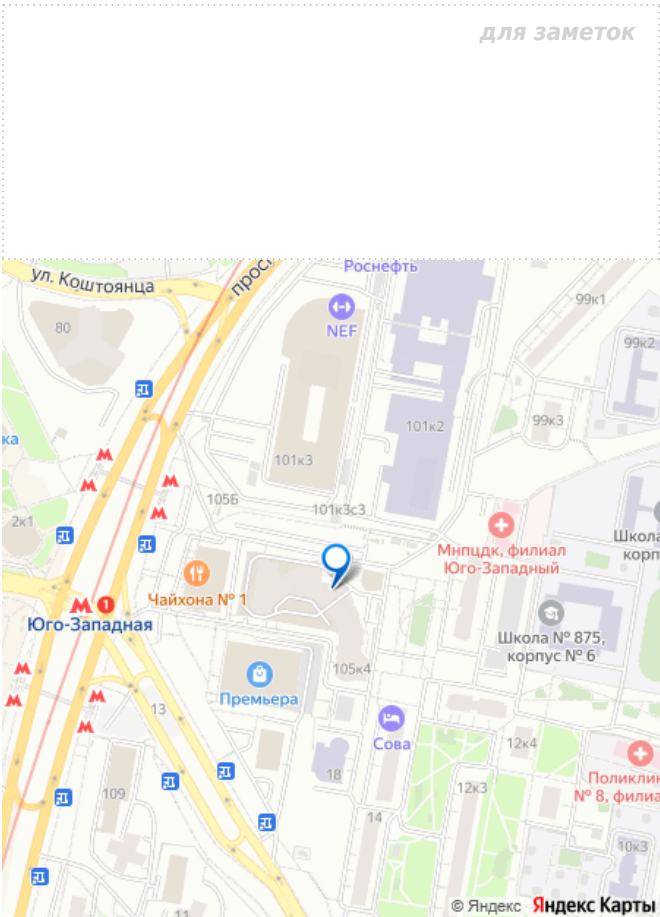 для заметок
Роснефть
ул. Коштоянца
просп
99к1
80
NEF
99к2
99к3
101к2
ка
101к3
105Б
101к3с3
2к1
Школа
корп
Мнпцдк, филиал
Юго-Западный
Чайхона № 1
1
Юго-Западная
Школа № 875,
корпус № 6
105к4
Премьера
13
Сова
12к4
18
Поликлин
№ 8, филиа
109
12к3
14
10к3
11
© Яндекс Яндекс Карты